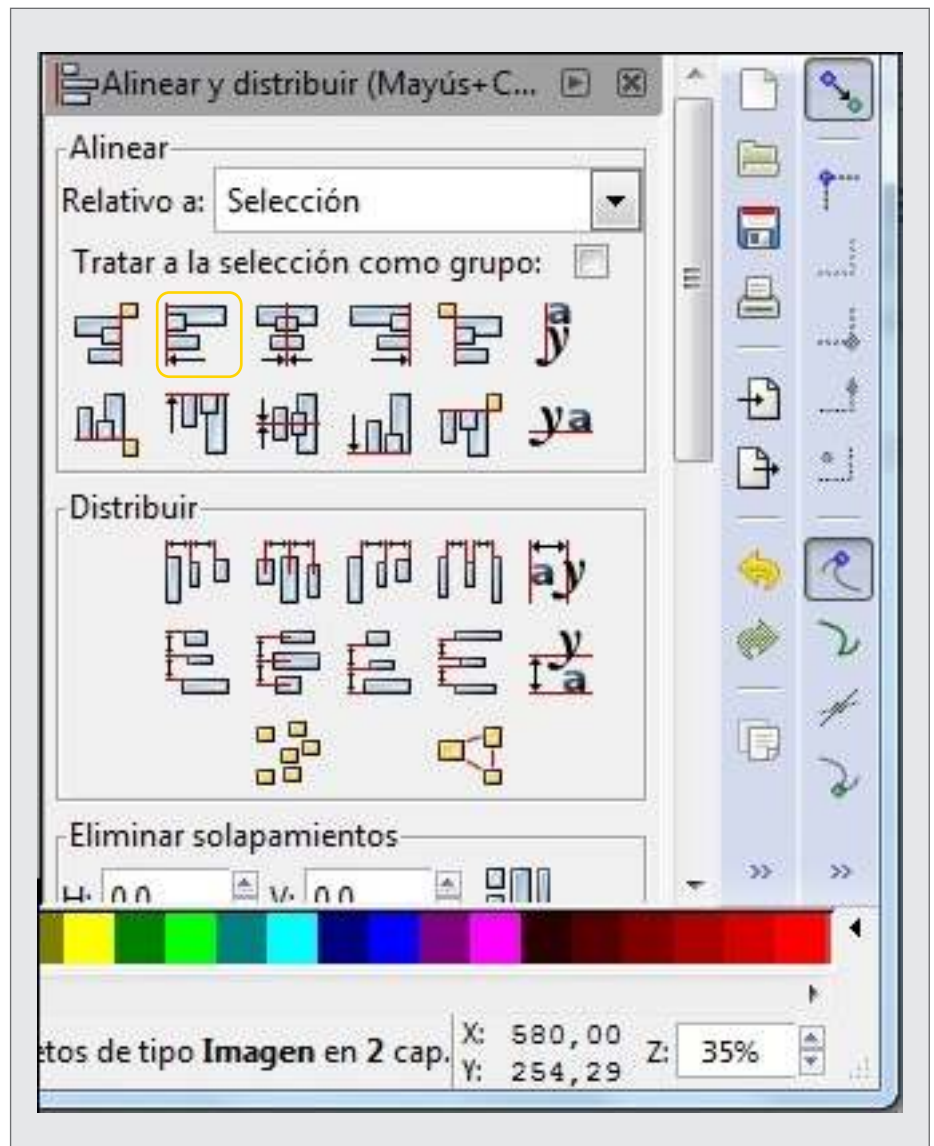 Alinear y distribuir (Mayús+C...
Alinear
Relativo a: Selección
Tratar a la selección como grupo:
Distribuir
Eliminar solapamientos
H: 0,0 V: 0,0
etos de tipo Imagen en 2 cap.
X: 580,00
Y: 254,29
Z: 35%